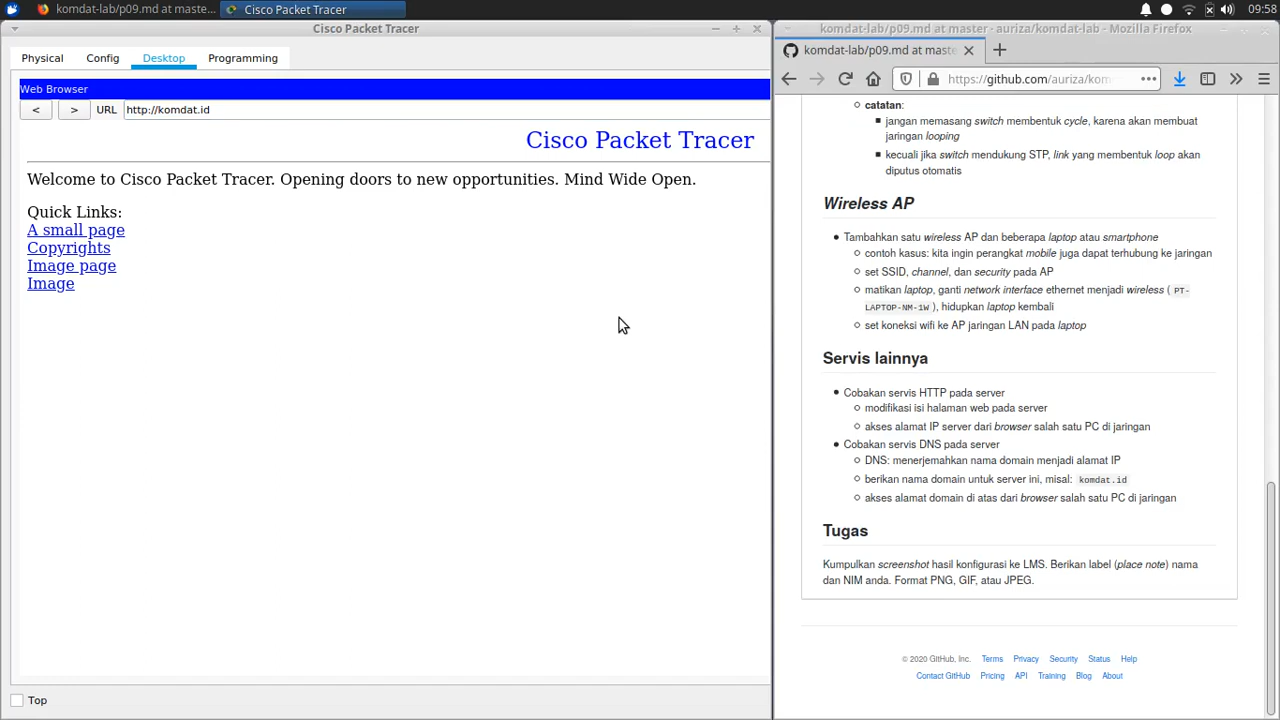 komdat-lab/p09.md at maste...
Cisco Packet Tracer
09:58
Cisco Packet Tracer
Physical
Config
Desktop
Programming
Web Browser
<
>
URL
http://komdat.id
Cisco Packet Tracer
Welcome to Cisco Packet Tracer. Opening doors to new opportunities. Mind Wide Open.
Quick Links:
A small page
Copyrights
Image page
Image
Top
komdat-lab/p09.md at master · auriza/komdat-lab - Mozilla Firefox
komdat-lab/p09.md at maste
https://github.com/auriza/kom
catatan:
jangan memasang switch membentuk cycle, karena akan membuat
jaringan looping
kecuali jika switch mendukung STP, link yang membentuk loop akan
diputus otomatis
Wireless AP
Tambahkan satu wireless AP dan beberapa laptop atau smartphone
contoh kasus: kita ingin perangkat mobile juga dapat terhubung ke jaringan
set SSID, channel, dan security pada AP
matikan laptop, ganti network interface ethernet menjadi wireless ( PT-
LAPTOP-NM-1W ), hidupkan laptop kembali
set koneksi wifi ke AP jaringan LAN pada laptop
Servis lainnya
Cobakan servis HTTP pada server
modifikasi isi halaman web pada server
akses alamat IP server dari browser salah satu PC di jaringan
Cobakan servis DNS pada server
DNS: menerjemahkan nama domain menjadi alamat IP
berikan nama domain untuk server ini, misal: komdat.id
akses alamat domain di atas dari browser salah satu PC di jaringan
Tugas
Kumpulkan screenshot hasil konfigurasi ke LMS. Berikan label (place note) nama
dan NIM anda. Format PNG, GIF, atau JPEG.
© 2020 GitHub, Inc. Terms Privacy Security Status Help
Contact GitHub Pricing API Training Blog About